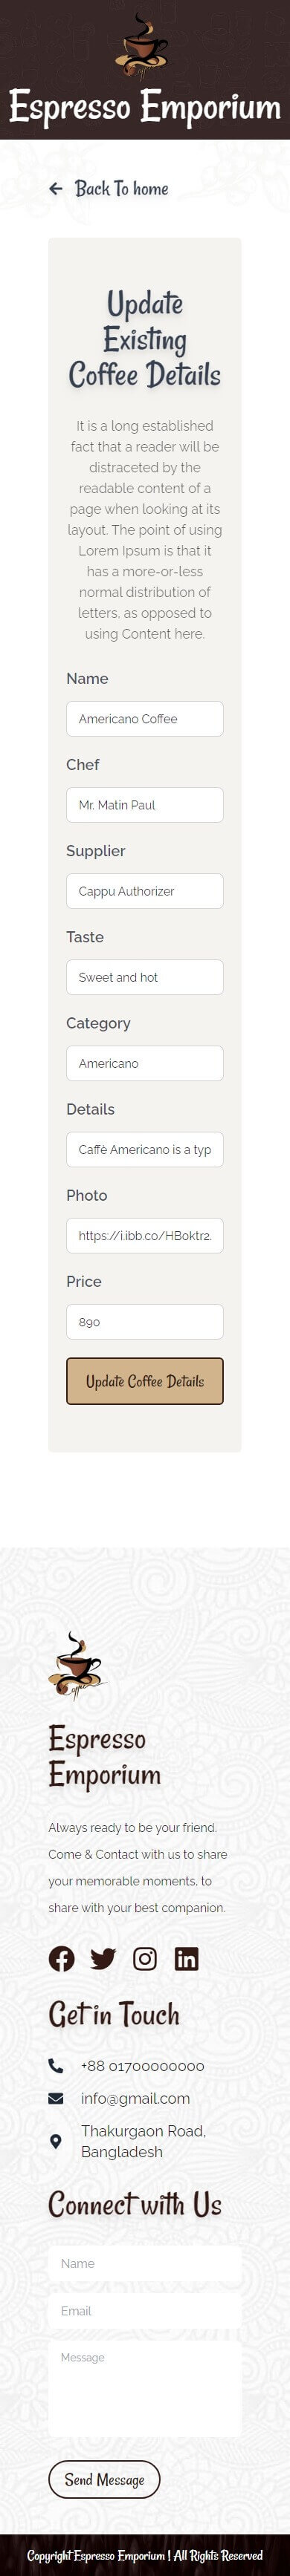 Espresso Emporium
Back To home
Update
Existing
Coffee Details
It is a long established
fact that a reader will be
distraceted by the
readable content of a
page when looking at its
layout. The point of using
Lorem Ipsum is that it
has a more-or-less
normal distribution of
letters, as opposed to
using Content here.
Name
Americano Coffee
Chef
Mr. Matin Paul
Supplier
Cappu Authorizer
Taste
Sweet and hot
Category
Americano
Details
Caffè Americano is a typ
Photo
https://i.ibb.co/HBoktr2.
Price
890
Update Coffee Details
Espresso
Emporium
Always ready to be your friend.
Come & Contact with us to share
your memorable moments, to
share with your best companion.
Get in Touch
+88 01700000000
info@gmail.com
Thakurgaon Road,
Bangladesh
Connect with Us
Name
Email
Message
Send Message
Copyright Espresso Emporium ! All Rights Reserved